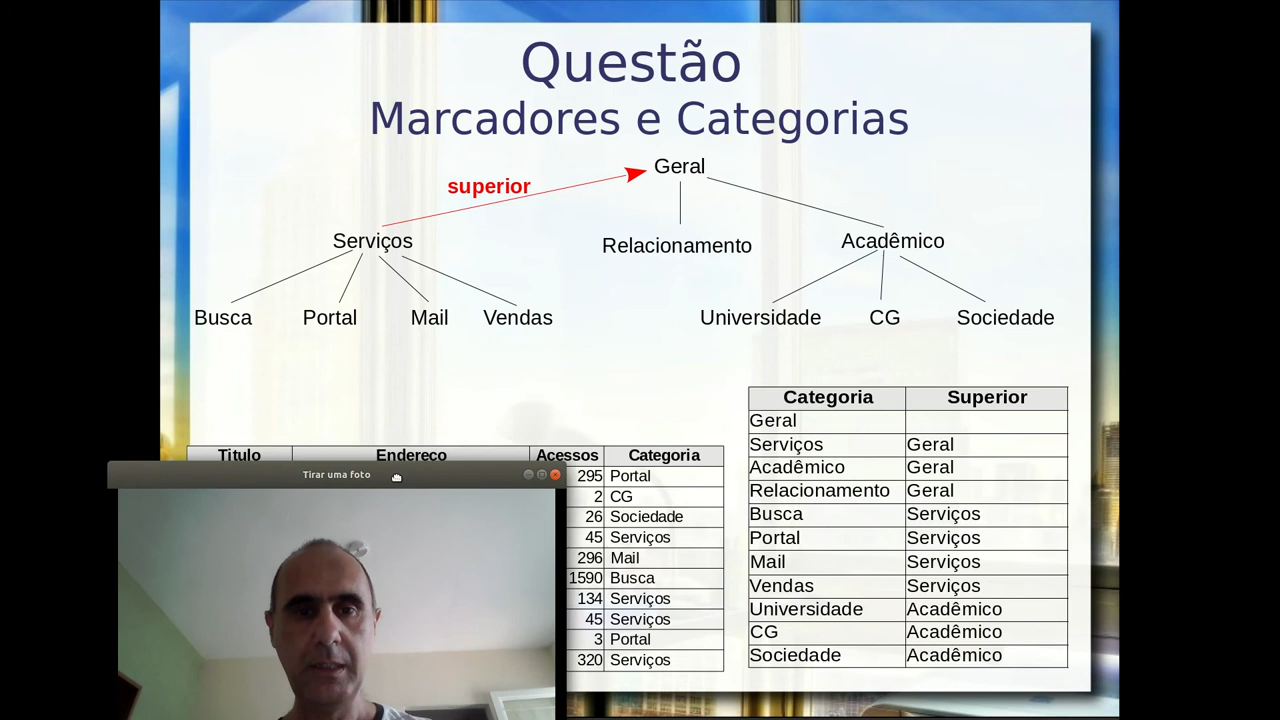 Questão
Marcadores e Categorias
Geral
superior
Serviços Relacionamento Acadêmico
Busca Portal Mail Vendas Universidade CG Sociedade
Titulo Endereço Acessos Categoria
295 Portal
2 CG
26 Sociedade
45 Serviços
296 Mail
1590 Busca
134 Serviços
45 Serviços
3 Portal
320 Serviços
Categoria Superior
Geral
Serviços Geral
Acadêmico Geral
Relacionamento Geral
Busca Serviços
Portal Serviços
Mail Serviços
Vendas Serviços
Universidade Acadêmico
CG Acadêmico
Sociedade Acadêmico
Tirar uma foto